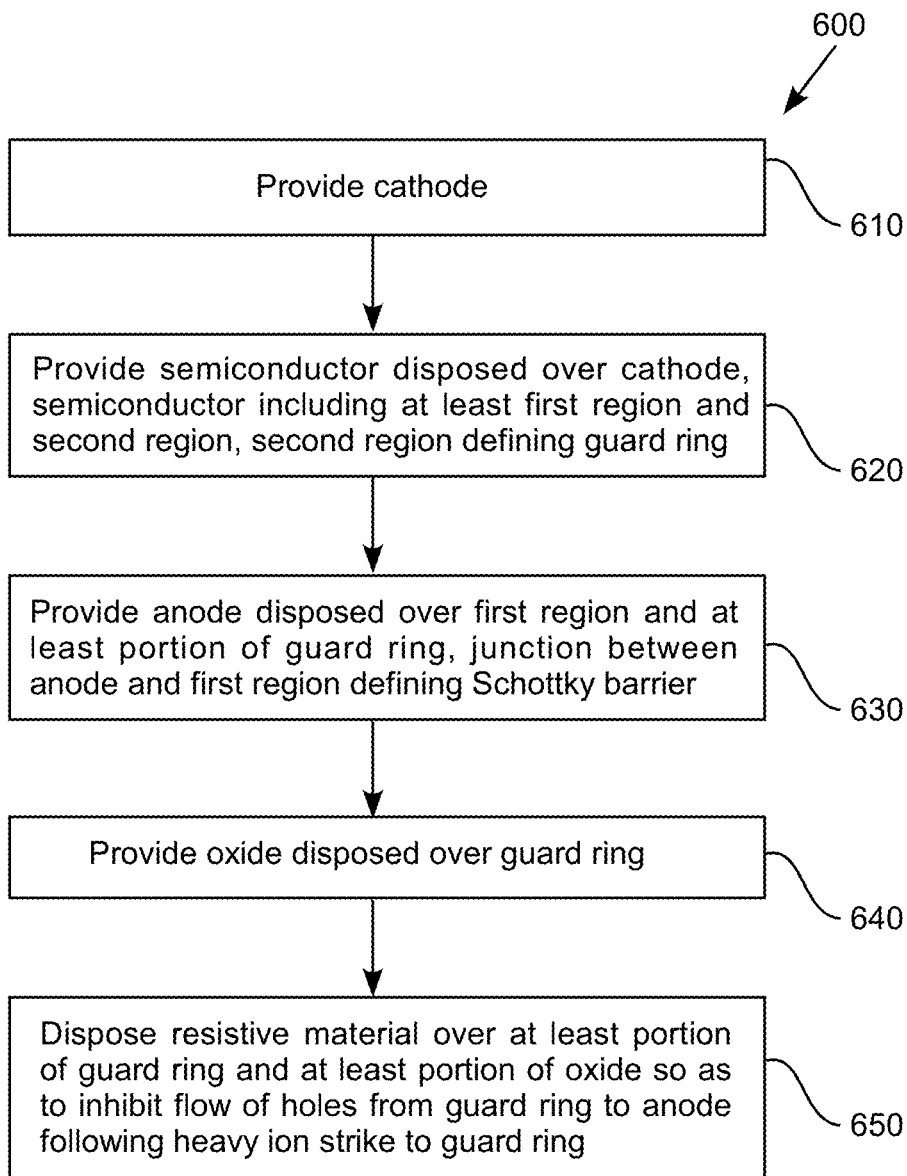 600
Provide cathode
610
Provide semiconductor disposed over cathode,
semiconductor including at least first region and
second region, second region defining guard ring
620
Provide anode disposed over first region and at
least portion of guard ring, junction between
anode and first region defining Schottky barrier
630
Provide oxide disposed over guard ring
640
Dispose resistive material over at least portion
of guard ring and at least portion of oxide so as
to inhibit flow of holes from guard ring to anode
following heavy ion strike to guard ring
650